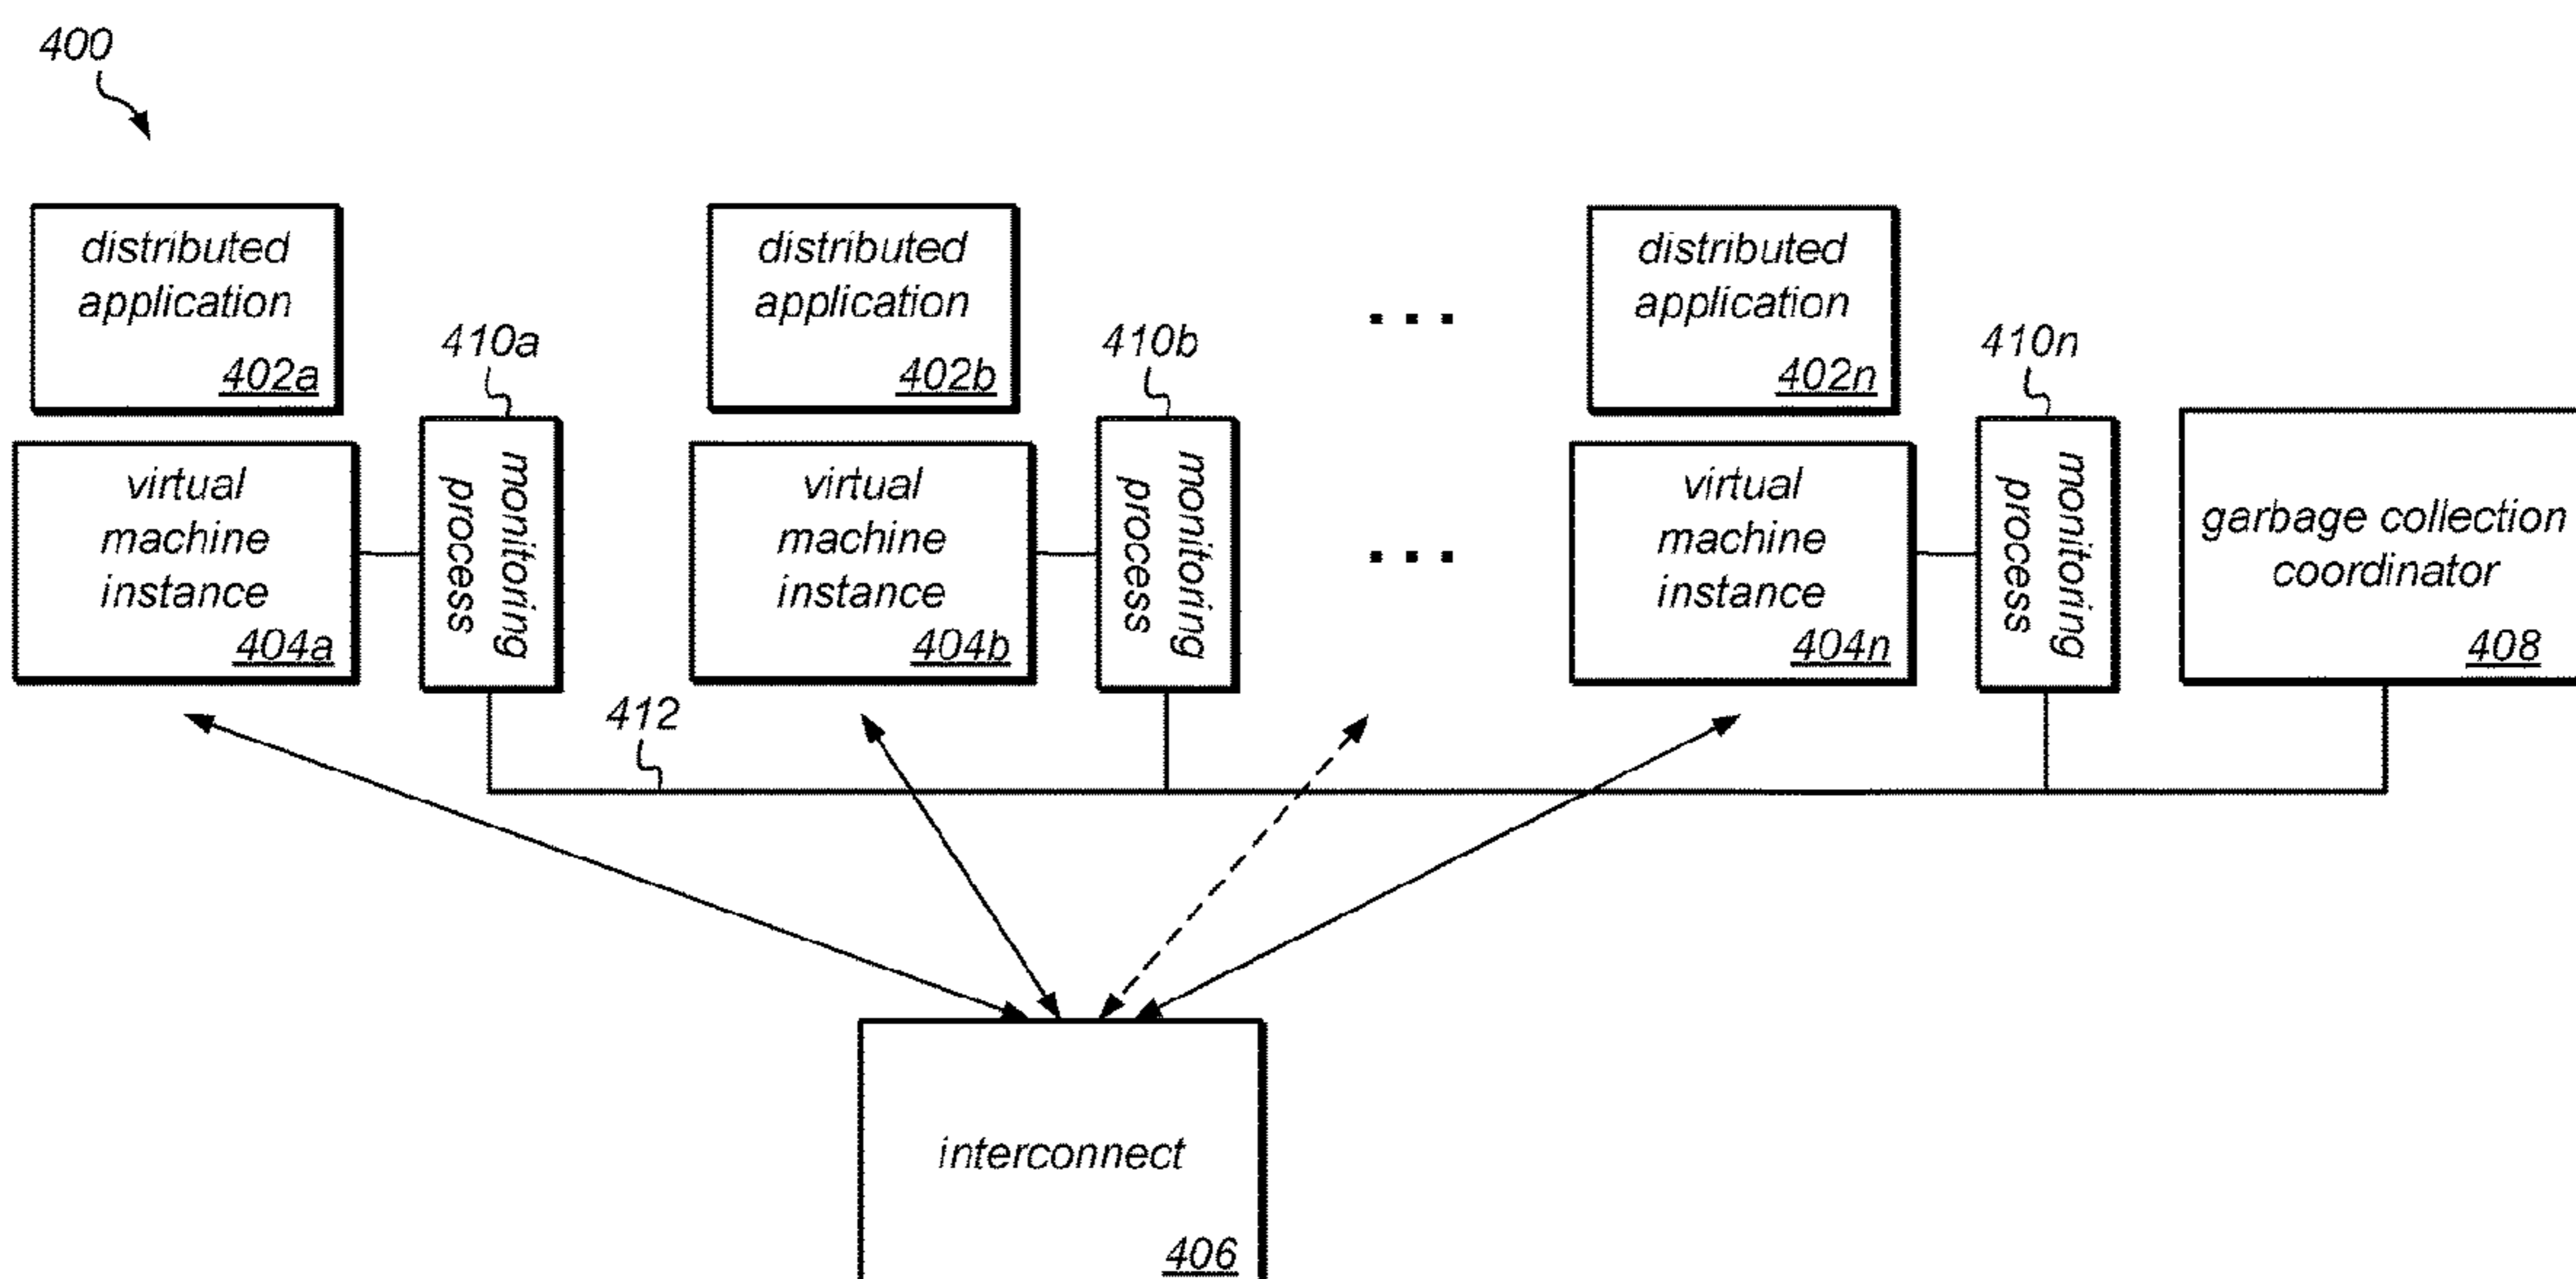 400
distributed
application
402a
distributed
application
402b
. . .
distributed
application
402n
410a
410b
410n
virtual
machine
instance
404a
monitoring
process
virtual
machine
instance
404b
monitoring
process
. . .
virtual
machine
instance
404n
monitoring
process
garbage collection
coordinator
408
412
interconnect
406